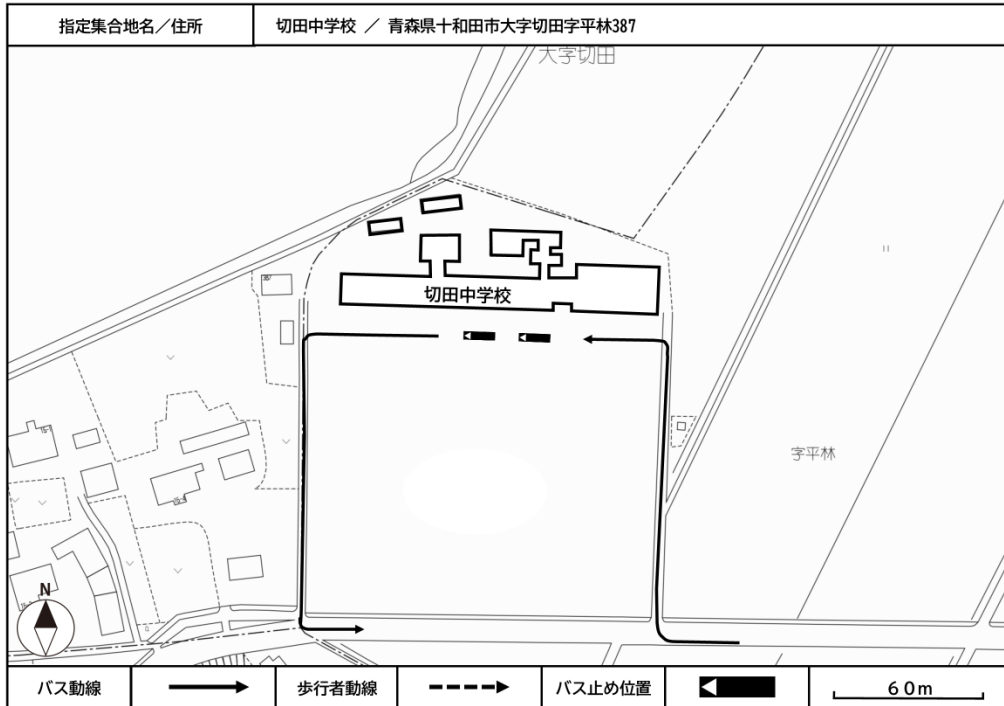 指定集合地名／住所
切田中学校 ／ 青森県十和田市大字切田字平林387
大字切田
387
切田中学校
字平林
N
バス動線
歩行者動線
バス止め位置
60m